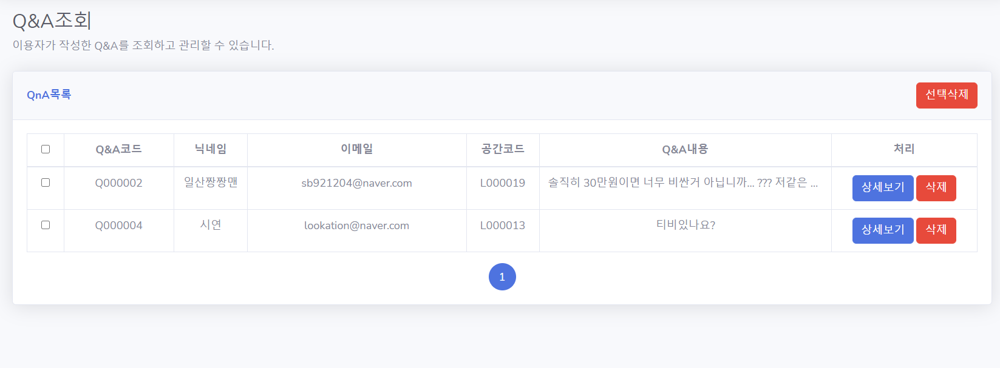 Q&A조회
이용자가 작성한 Q&A를 조회하고 관리할 수 있습니다.
QnA목록 선택삭제
Q&A코드 닉네임 이메일 공간코드 Q&A내용 처리
Q000002 일산짱짱맨 sb921204@naver.com L000019 솔직히 30만원이면 너무 비싼거 아닙니까... ??? 저같은 ... 상세보기 삭제
Q000004 시연 lookation@naver.com L000013 티비있나요? 상세보기 삭제
1